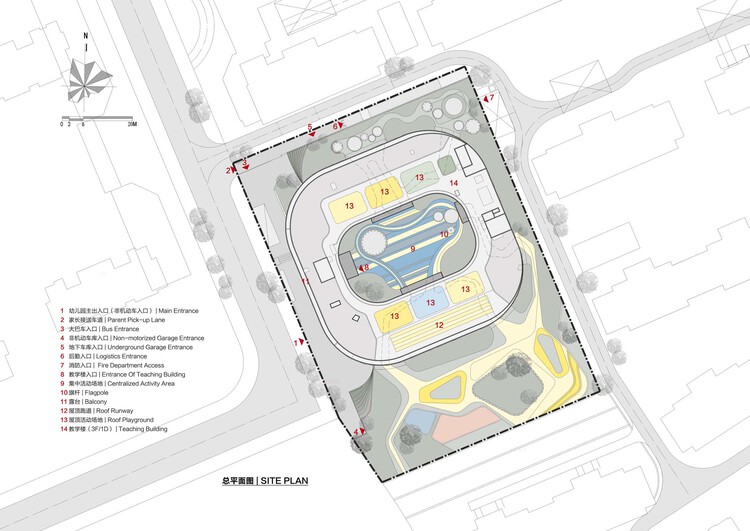 N
0 2 6 20M
5
6
7
3
2
13
13
13
14
13
10
9
8
11
13
13
13
12
1
4
1 幼儿园主出入口（非机动车入口）| Main Entrance
2 家长接送车道 | Parent Pick-up Lane
3 大巴车入口 | Bus Entrance
4 非机动车库入口 | Non-motorized Garage Entrance
5 地下车库入口 | Underground Garage Entrance
6 后勤入口 | Logistics Entrance
7 消防入口 | Fire Department Access
8 教学楼入口 | Entrance Of Teaching Building
9 集中活动场地 | Centralized Activity Area
10 旗杆 | Flagpole
11 露台 | Balcony
12 屋顶跑道 | Roof Runway
13 屋顶活动场地 | Roof Playground
14 教学楼（3F/1D）| Teaching Building
总平面图 | SITE PLAN